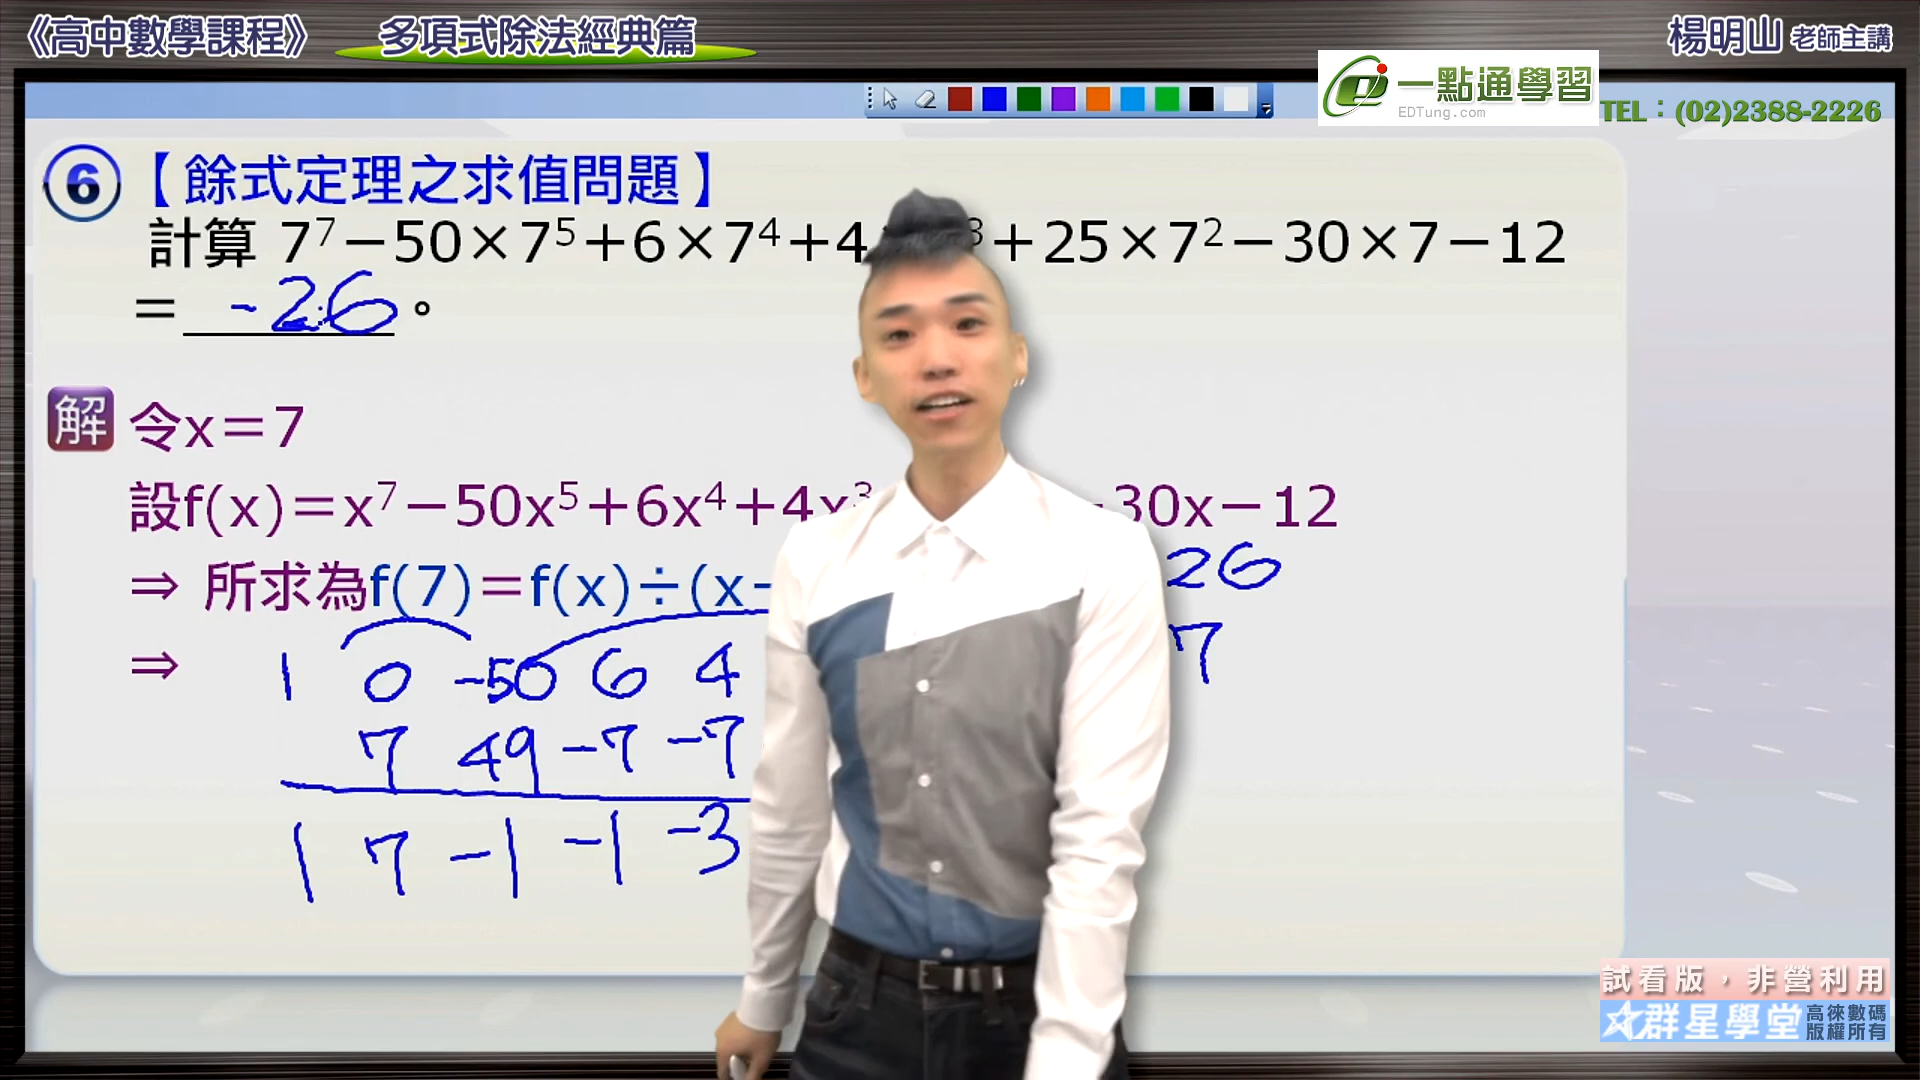 《高中數學課程》 多項式除法經典篇 楊明山 老師主講
一點通學習
EDTung.com
TEL：(02)2388-2226
6 【餘式定理之求值問題】
計算 7⁷－50×7⁵＋6×7⁴＋4 ³＋25×7²－30×7－12
＝ -26 。
解 令x＝7
設f(x)＝x⁷－50x⁵＋6x⁴＋4x³ 30x－12
⇒ 所求為f(7)＝f(x)÷(x- 26
⇒ 1 0 -50 6 4 7
7 49 -7 -7
1 7 -1 -1 -3
試看版，非營利用
群星學堂 高徠數碼 版權所有